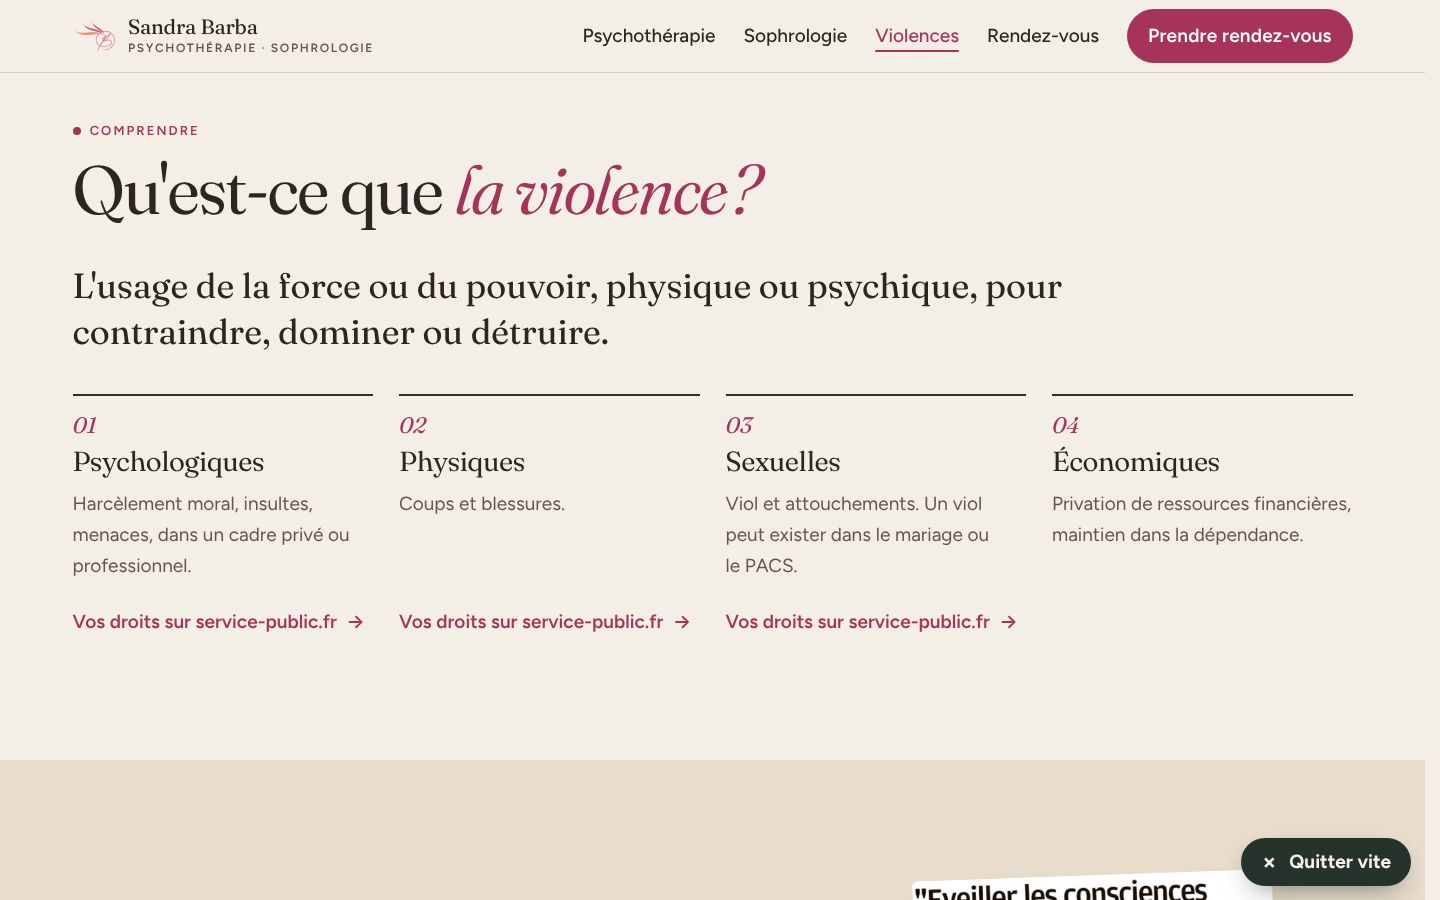 Sandra Barba
PSYCHOTHÉRAPIE · SOPHROLOGIE
Psychothérapie
Sophrologie
Violences
Rendez-vous
Prendre rendez-vous
COMPRENDRE
Qu'est-ce que la violence?
L'usage de la force ou du pouvoir, physique ou psychique, pour
contraindre, dominer ou détruire.
01
Psychologiques
Harcèlement moral, insultes,
menaces, dans un cadre privé ou
professionnel.
Vos droits sur service-public.fr →
02
Physiques
Coups et blessures.
Vos droits sur service-public.fr →
03
Sexuelles
Viol et attouchements. Un viol
peut exister dans le mariage ou
le PACS.
Vos droits sur service-public.fr →
04
Économiques
Privation de ressources financières,
maintien dans la dépendance.
"Eveiller les consciences
× Quitter vite